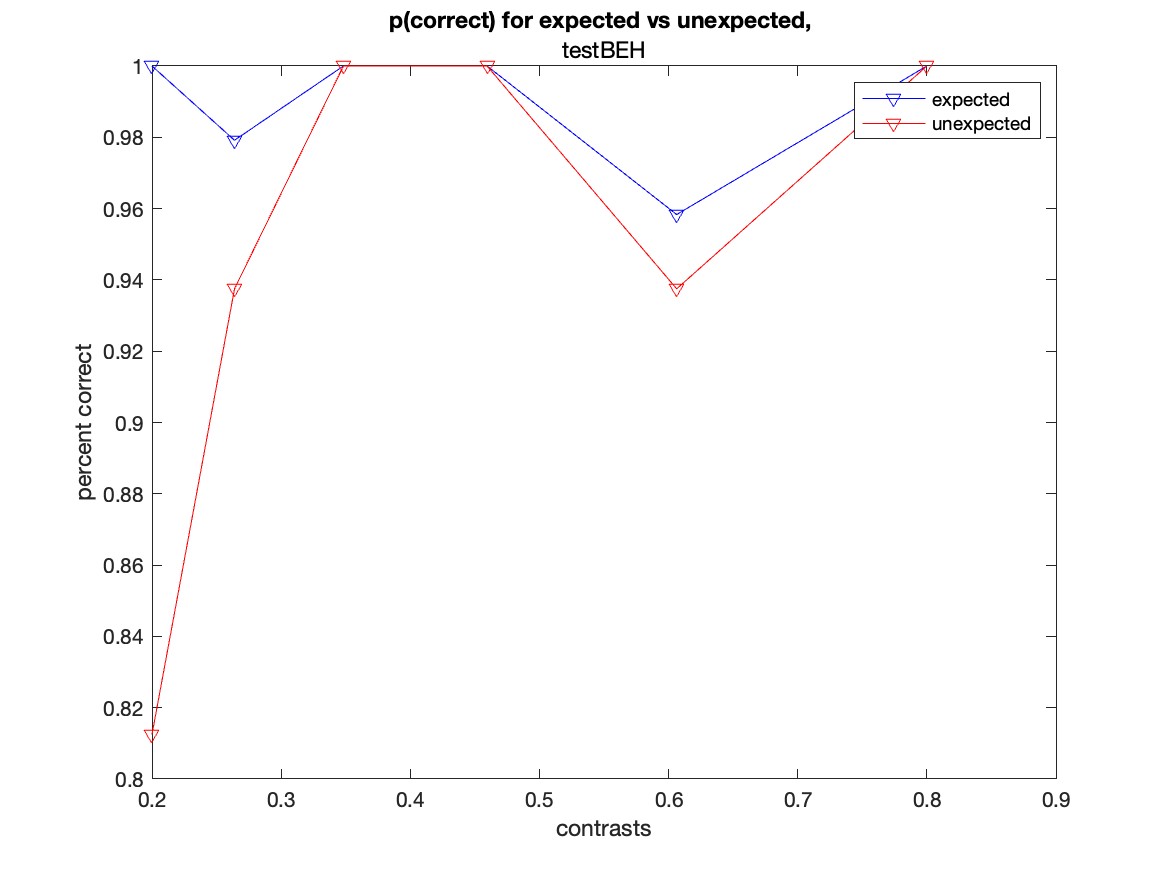 p(correct) for expected vs unexpected,
testBEH
1
0.98
0.96
0.94
0.92
0.9
0.88
0.86
0.84
0.82
0.8
percent correct
expected
unexpected
0.2 0.3 0.4 0.5 0.6 0.7 0.8 0.9
contrasts